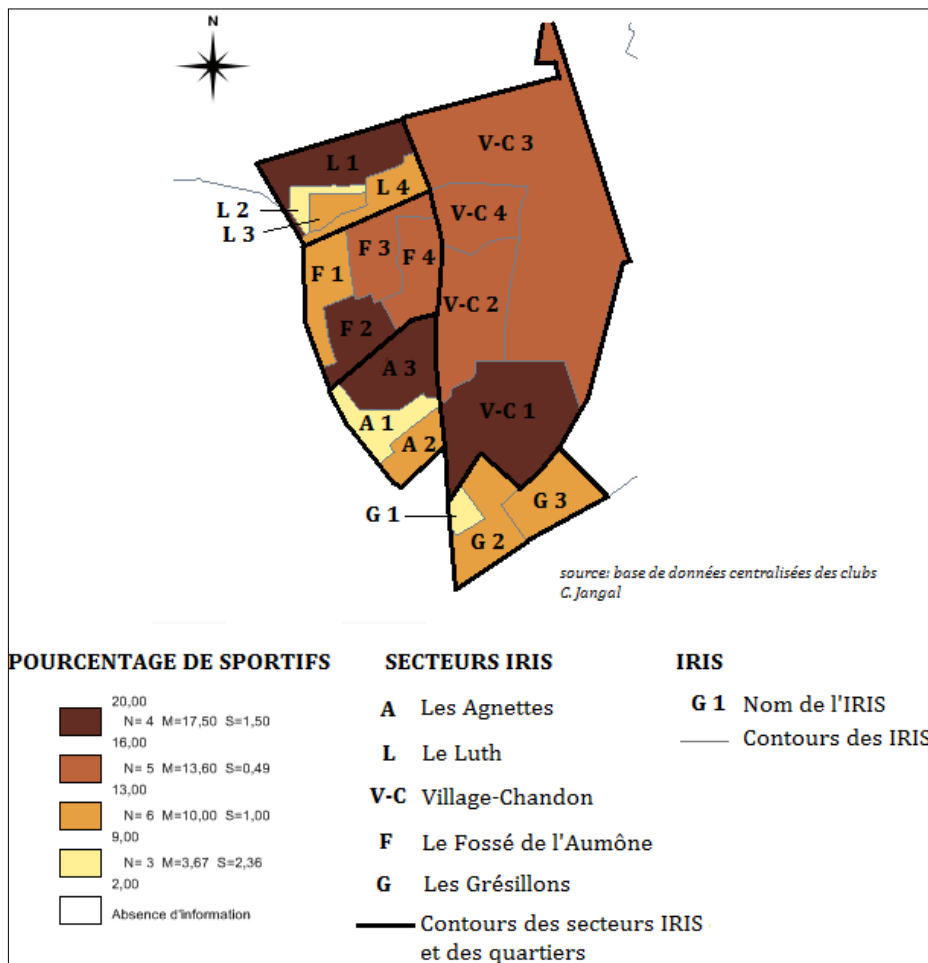 N
V-C 3
L 1
L 4
L 2
L 3
V-C 4
F 3
F 4
F 1
V-C 2
F 2
A 3
V-C 1
A 1
A 2
G 1
G 3
G 2
source: base de données centralisées des clubs
C. Jangal
POURCENTAGE DE SPORTIFS
20,00
N= 4 M=17,50 S=1,50
16,00
N= 5 M=13,60 S=0,49
13,00
N= 6 M=10,00 S=1,00
9,00
N= 3 M=3,67 S=2,36
2,00
Absence d'information
SECTEURS IRIS
A Les Agnettes
L Le Luth
V-C Village-Chandon
F Le Fossé de l'Aumône
G Les Grésillons
Contours des secteurs IRIS
et des quartiers
IRIS
G 1 Nom de l'IRIS
Contours des IRIS